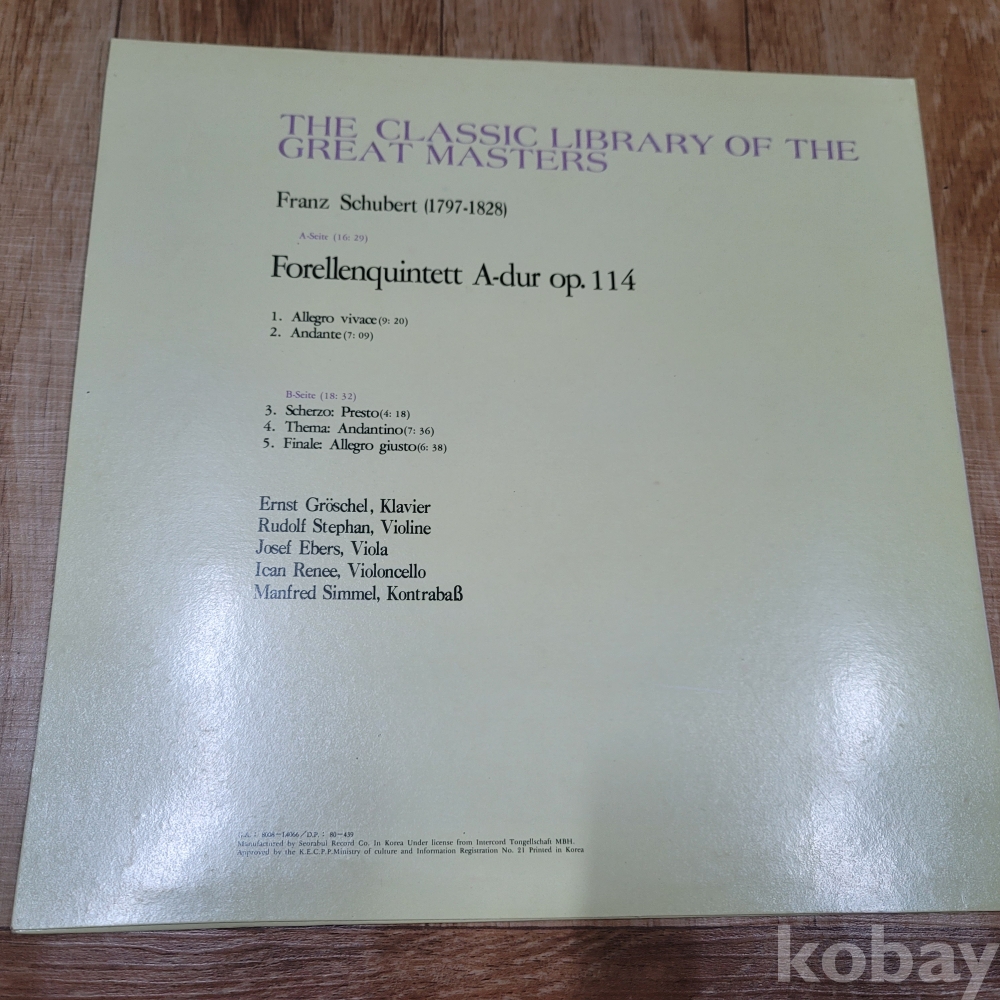 THE CLASSIC LIBRARY OF THE
GREAT MASTERS
Franz Schubert (1797-1828)
A-Seite (16: 29)
Forellenquintett A-dur op.114
1. Allegro vivace(9: 20)
2. Andante(7: 09)
B-Seite (18: 32)
3. Scherzo: Presto(4: 18)
4. Thema: Andantino(7: 36)
5. Finale: Allegro giusto(6: 38)
Ernst Gröschel, Klavier
Rudolf Stephan, Violine
Josef Ebers, Viola
Ican Renee, Violoncello
Manfred Simmel, Kontrabaß
D.P. : 80-459
Manufactured by Seorabul Record Co. In Korea Under license from Intercord Tongellschaft MBH.
Approved by the K.E.C.P.P.Ministry of culture and Information Registration No. 21 Printed in Korea
kobay